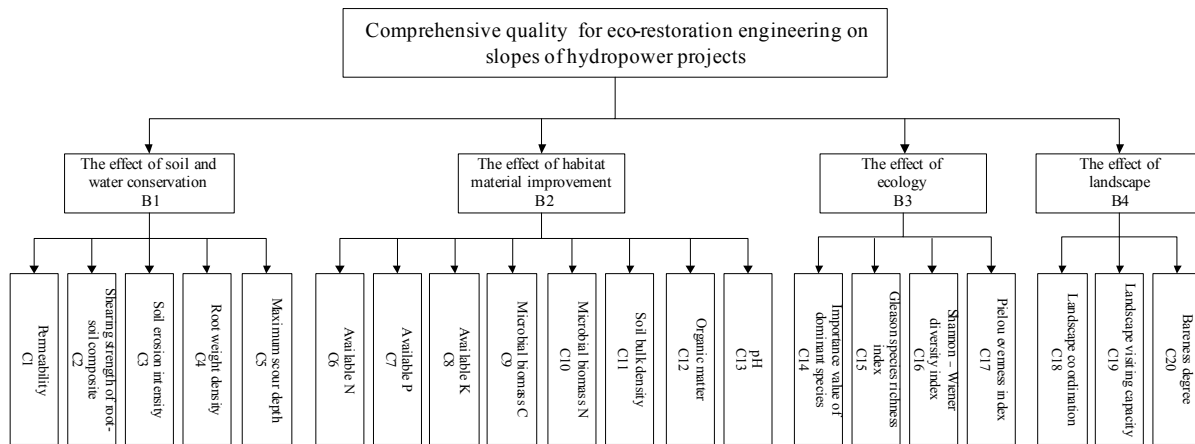 Comprehensive quality for eco-restoration engineering on
slopes of hydropower projects
The effect of soil and
water conservation
B1
The effect of habitat
material improvement
B2
The effect of
ecology
B3
The effect of
landscape
B4
Permeability
C1
Shearing strength of root-
soil composite
C2
Soil erosion intensity
C3
Root weight density
C4
Maximum scour depth
C5
Available N
C6
Available P
C7
Available K
C8
Microbial biomass C
C9
Microbial biomass N
C10
Soil bulk density
C11
Organic matter
C12
pH
C13
Importance value of
dominant species
C14
Gleason species richness
index
C15
Shannon – Wiener
diversity index
C16
Pielou evenness index
C17
Landscape coordination
C18
Landscape visiting capacity
C19
Bareness degree
C20